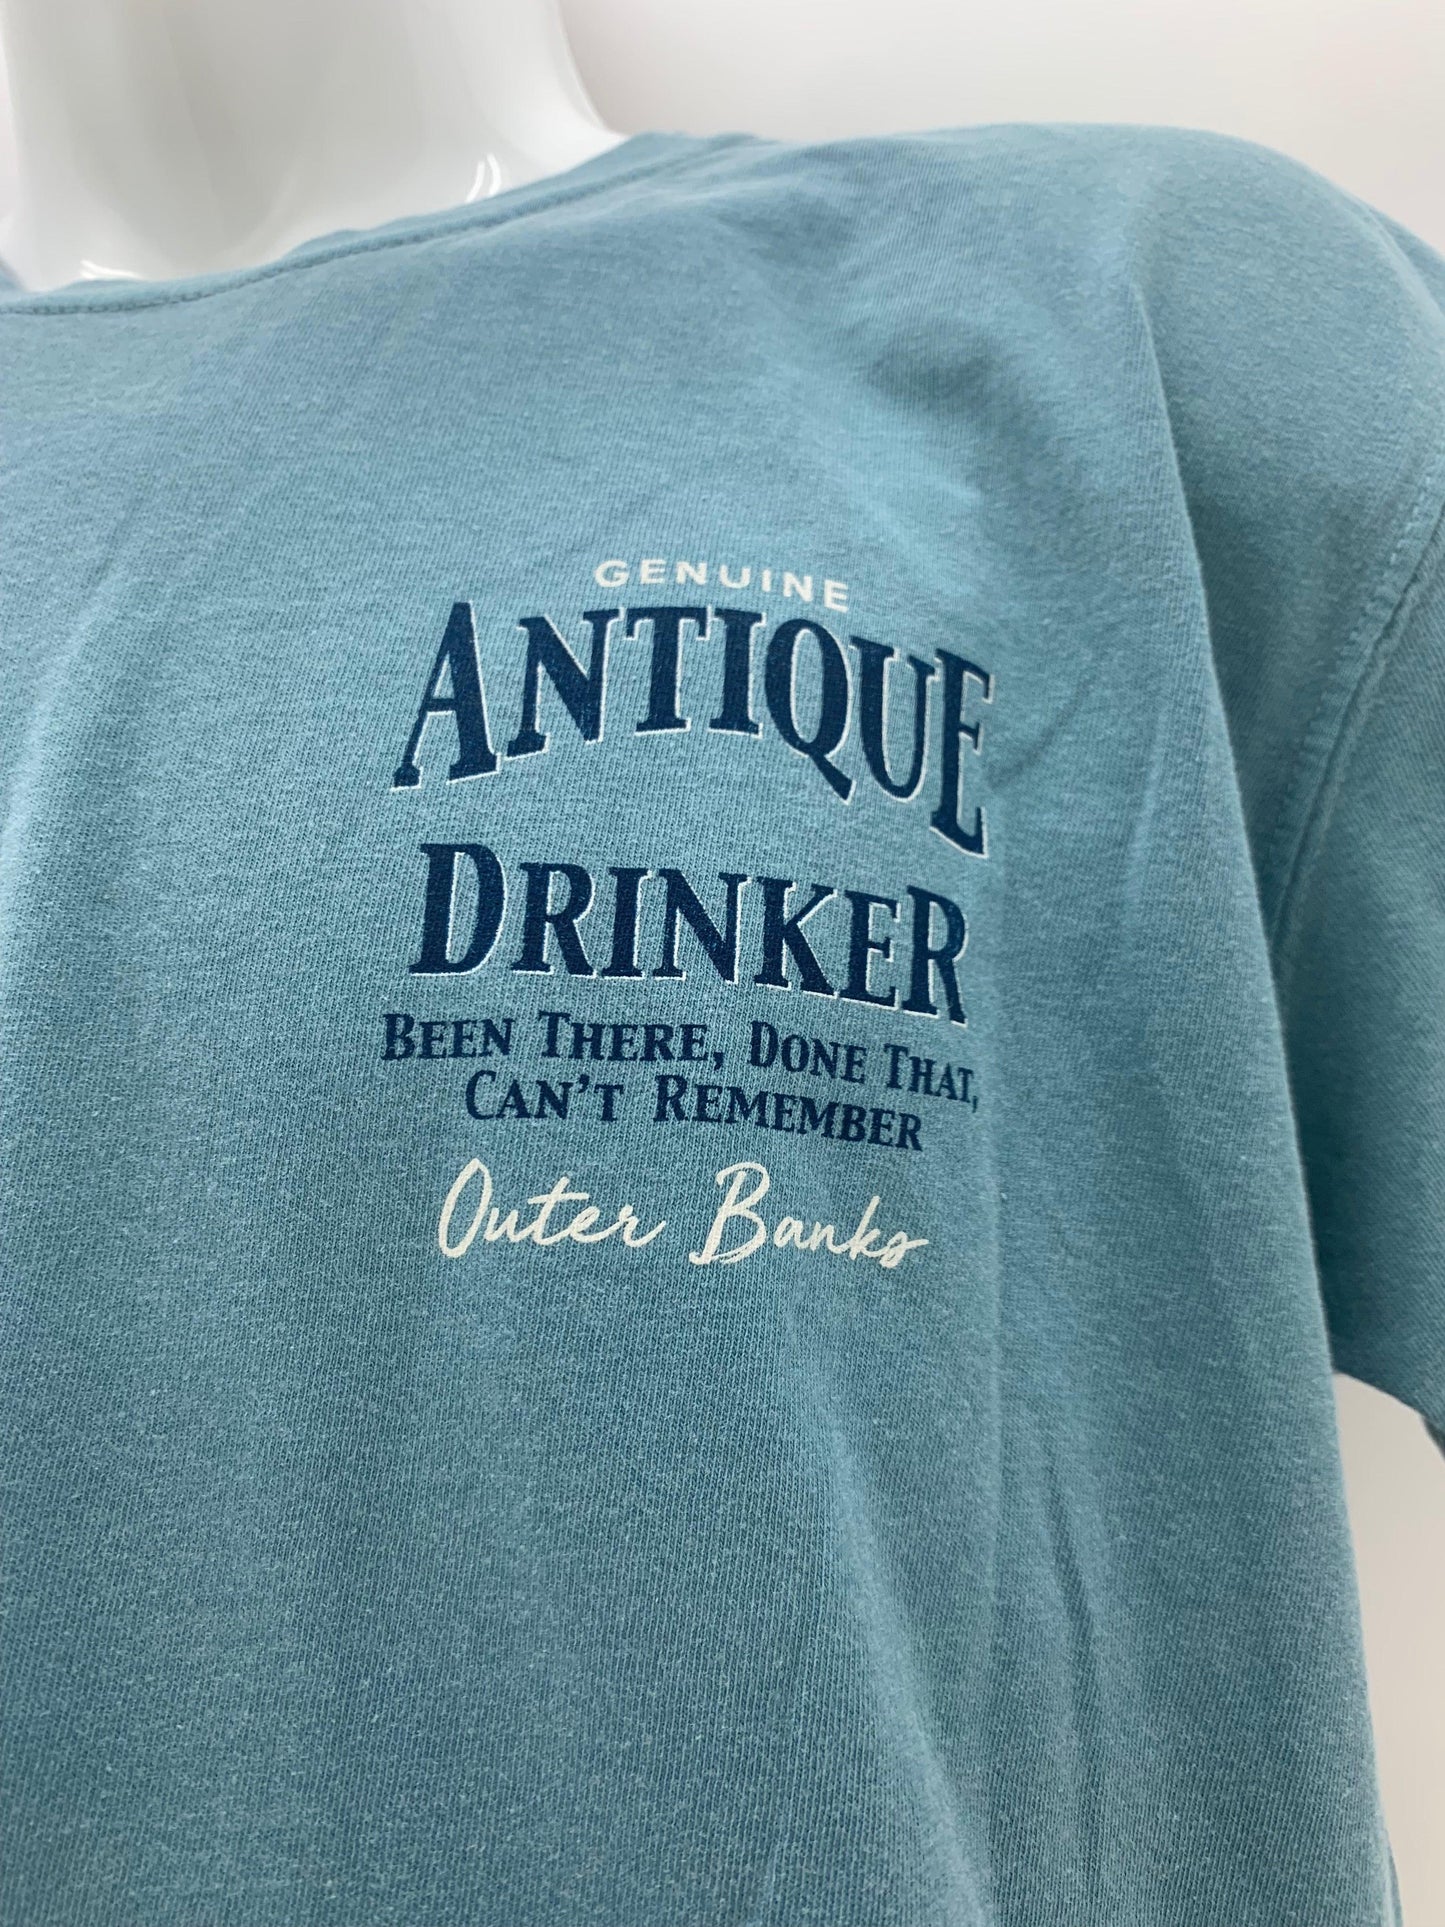 GENUINE
ANTIQUE
DRINKER
BEEN THERE, DONE THAT,
CAN'T REMEMBER
Outer Banks